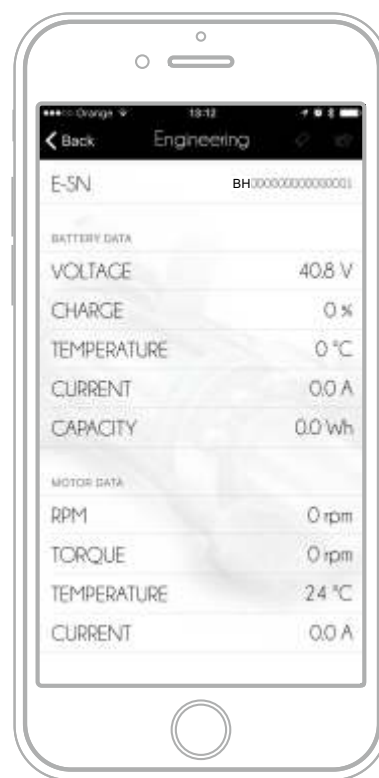 Orange 13:12
Back Engineering
E-SN BH00000000000001
BATTERY DATA
VOLTAGE 40.8 V
CHARGE 0 %
TEMPERATURE 0 °C
CURRENT 0.0 A
CAPACITY 0.0 Wh
MOTOR DATA
RPM 0 rpm
TORQUE 0 rpm
TEMPERATURE 24 °C
CURRENT 0.0 A